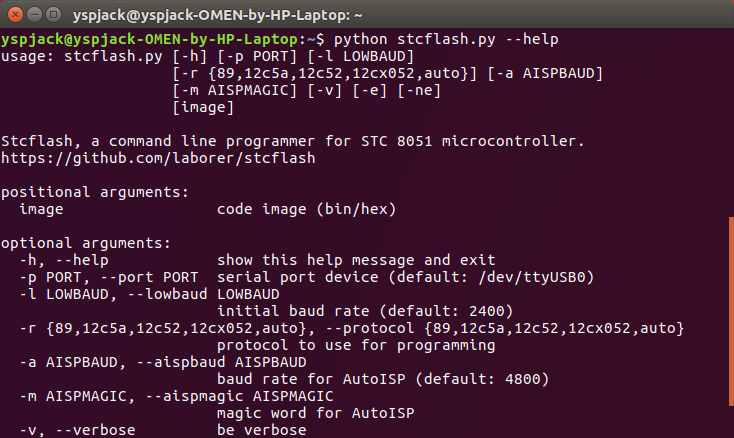 yspjack@yspjack-OMEN-by-HP-Laptop: ~
yspjack@yspjack-OMEN-by-HP-Laptop:~$ python stcflash.py --help
usage: stcflash.py [-h] [-p PORT] [-l LOWBAUD]
                   [-r {89,12c5a,12c52,12cx052,auto}] [-a AISPBAUD]
                   [-m AISPMAGIC] [-v] [-e] [-ne]
                   [image]
Stcflash, a command line programmer for STC 8051 microcontroller.
https://github.com/laborer/stcflash
positional arguments:
  image                 code image (bin/hex)
optional arguments:
  -h, --help            show this help message and exit
  -p PORT, --port PORT  serial port device (default: /dev/ttyUSB0)
  -l LOWBAUD, --lowbaud LOWBAUD
                        initial baud rate (default: 2400)
  -r {89,12c5a,12c52,12cx052,auto}, --protocol {89,12c5a,12c52,12cx052,auto}
                        protocol to use for programming
  -a AISPBAUD, --aispbaud AISPBAUD
                        baud rate for AutoISP (default: 4800)
  -m AISPMAGIC, --aispmagic AISPMAGIC
                        magic word for AutoISP
  -v, --verbose         be verbose